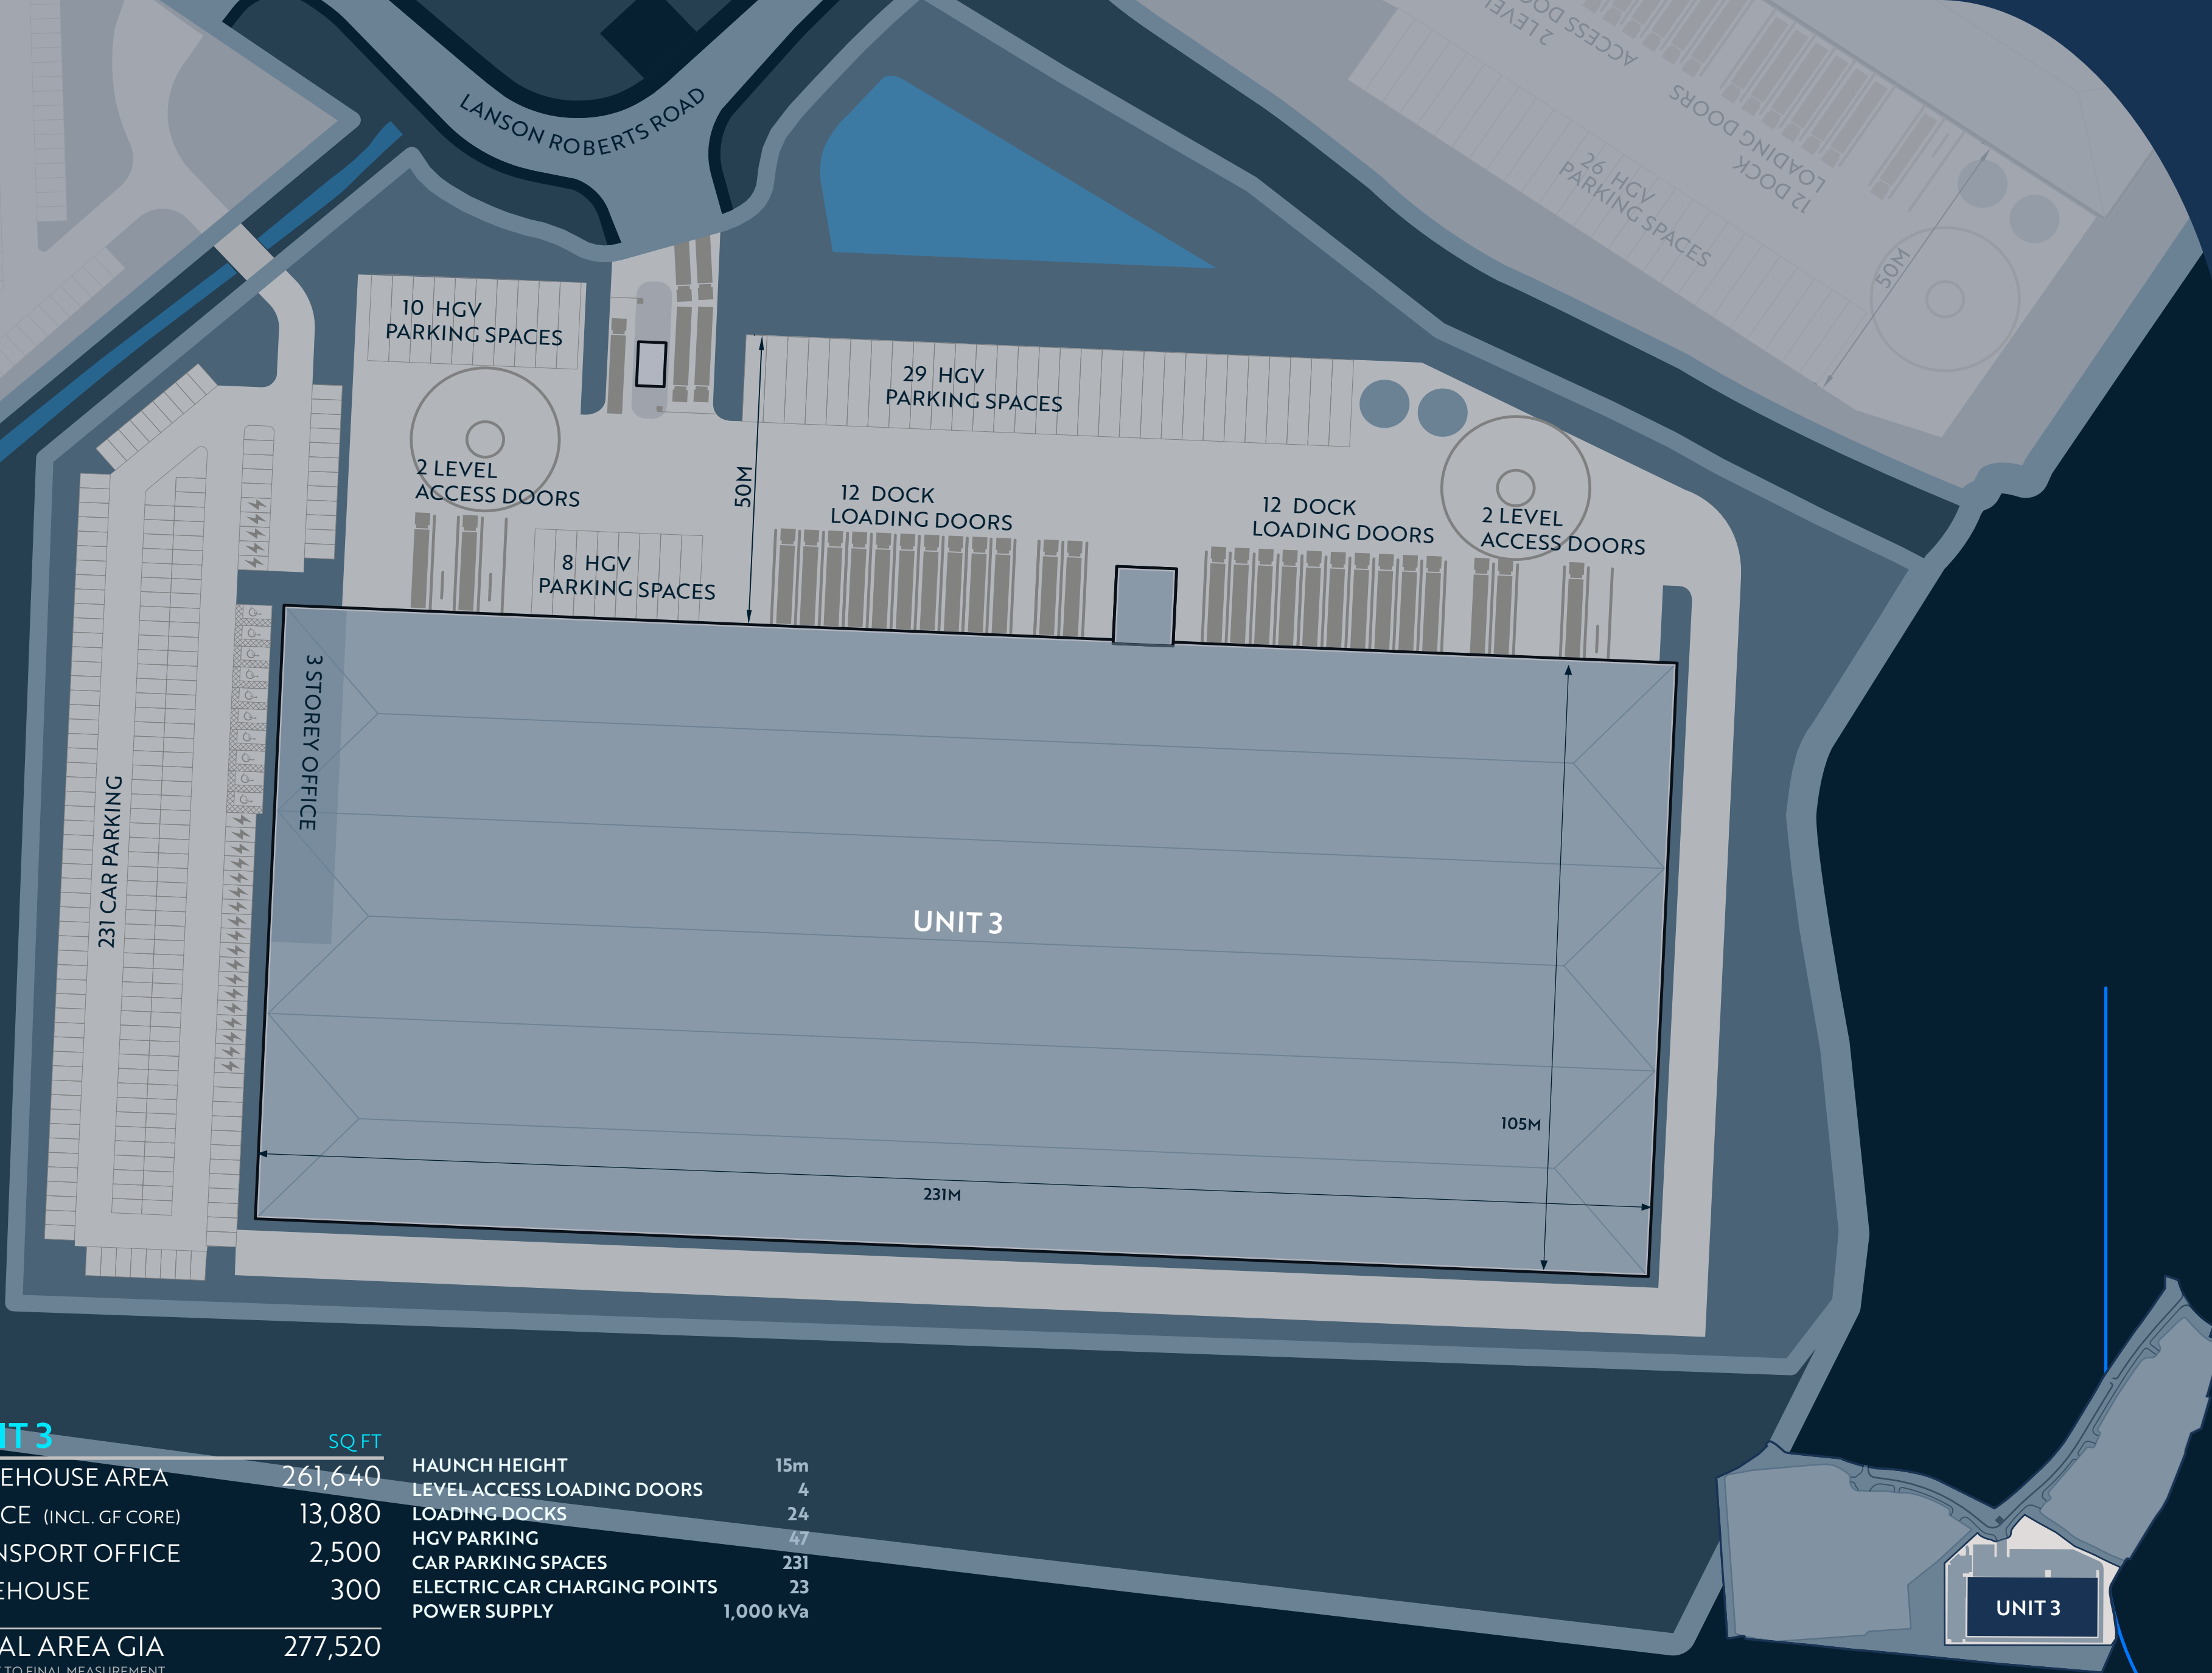 LANSON ROBERTS ROAD
2 LEVEL
12 DOCK
LOADING DOORS
26 HGV
PARKING SPACES
50M
10 HGV
PARKING SPACES
29 HGV
PARKING SPACES
2 LEVEL
ACCESS DOORS
50M
8 HGV
PARKING SPACES
12 DOCK
LOADING DOORS
12 DOCK
LOADING DOORS
2 LEVEL
ACCESS DOORS
3 STOREY OFFICE
231 CAR PARKING
UNIT 3
105M
231M
IT 3 SQ FT
EHOUSE AREA 261,640
CE (INCL. GF CORE) 13,080
NSPORT OFFICE 2,500
EHOUSE 300
AL AREA GIA 277,520
TO FINAL MEASUREMENT
HAUNCH HEIGHT 15m
LEVEL ACCESS LOADING DOORS 4
LOADING DOCKS 24
HGV PARKING 47
CAR PARKING SPACES 231
ELECTRIC CAR CHARGING POINTS 23
POWER SUPPLY 1,000 kVa
UNIT 3